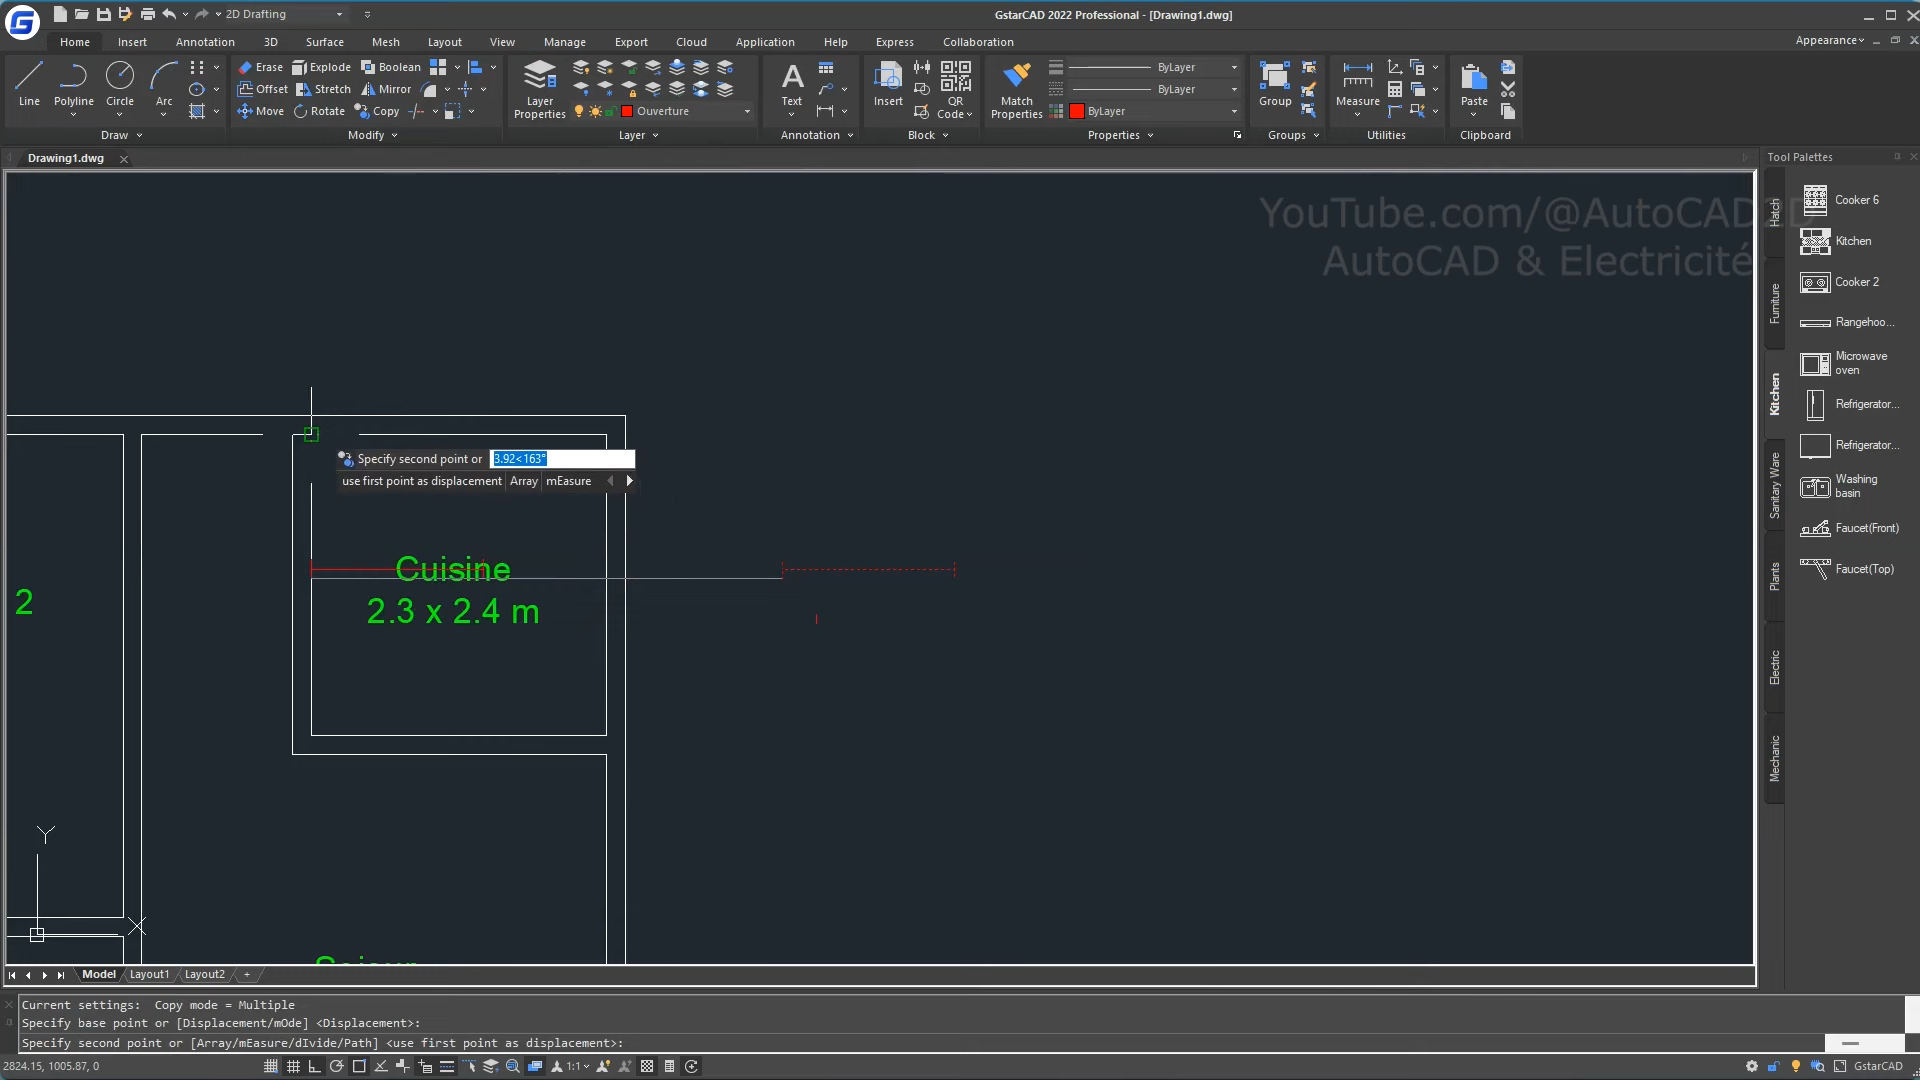 2D Drafting
GstarCAD 2022 Professional - [Drawing1.dwg]
Home Insert Annotation 3D Surface Mesh Layout View Manage Export Cloud Application Help Express Collaboration
Appearance
Line Polyline Circle Arc
Draw
Erase Explode Boolean
Offset Stretch Mirror
Move Rotate Copy
Modify
Layer
Properties
Ouverture
Layer
Text
Annotation
Insert
QR
Code
Block
Match
Properties
ByLayer
ByLayer
ByLayer
Properties
Group
Groups
Measure
Utilities
Paste
Clipboard
Drawing1.dwg
Tool Palettes
YouTube.com/@AutoCAD2D
AutoCAD & Electricité
Hatch
Furniture
Kitchen
Sanitary Ware
Plants
Electric
Mechanic
Cooker 6
Kitchen
Cooker 2
Rangehoo...
Microwave
oven
Refrigerator...
Refrigerator...
Washing
basin
Faucet(Front)
Faucet(Top)
Specify second point or 3.92<163°
use first point as displacement Array mEasure
Cuisine
2.3 x 2.4 m
2
Y
X
Model Layout1 Layout2 +
Current settings: Copy mode = Multiple
Specify base point or [Displacement/mOde] <Displacement>:
Specify second point or [Array/mEasure/dIvide/Path] <use first point as displacement>:
2824.15, 1005.87, 0
1:1
GstarCAD